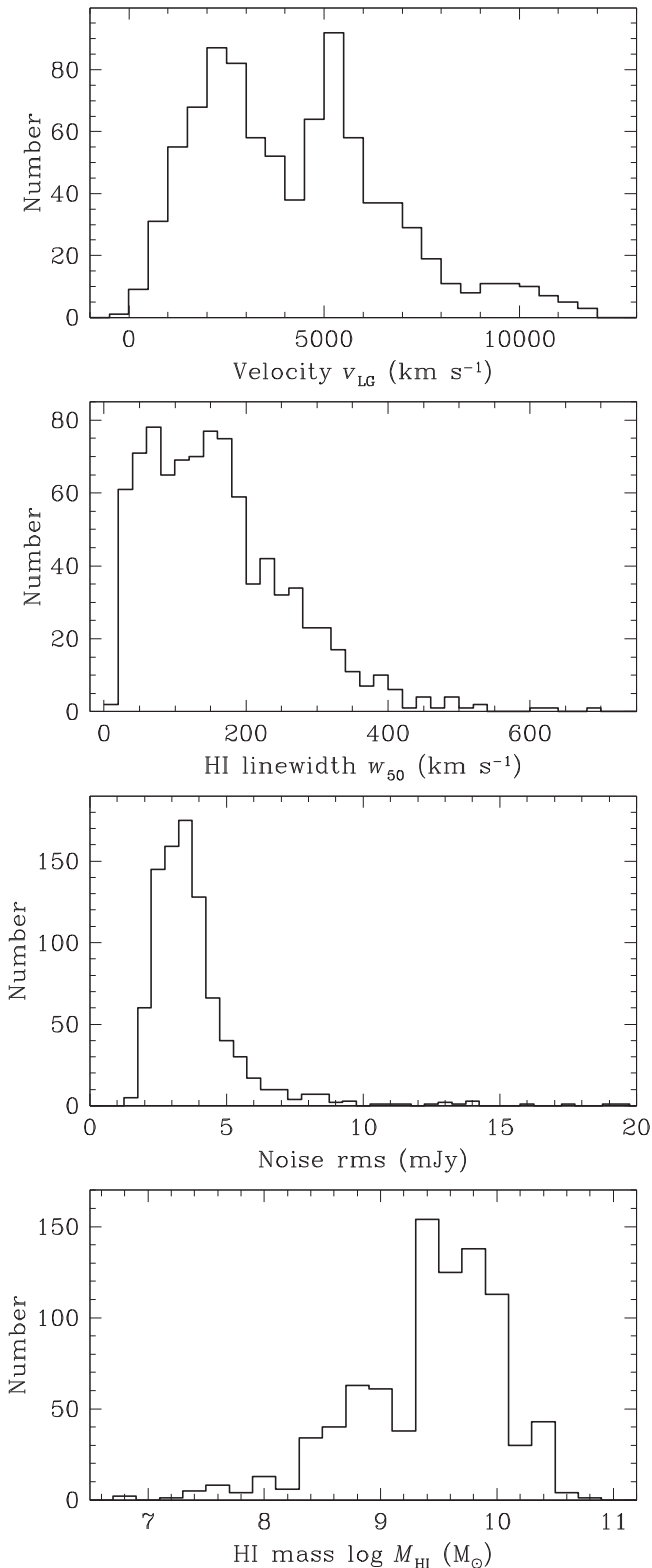 Number
80
60
40
20
0
0 5000 10000
Velocity v_LG (km s⁻¹)
Number
80
60
40
20
0
0 200 400 600
HI linewidth w₅₀ (km s⁻¹)
Number
150
100
50
0
0 5 10 15 20
Noise rms (mJy)
Number
150
100
50
0
7 8 9 10 11
HI mass log M_HI (M☉)